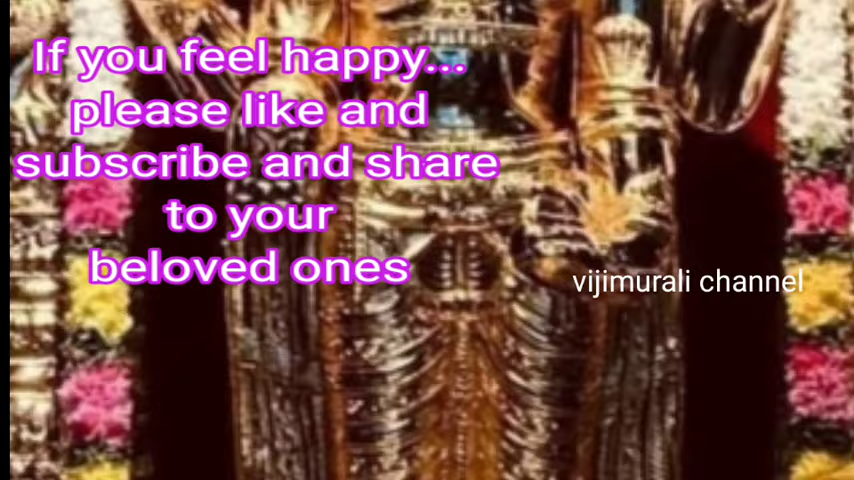 If you feel happy...
please like and
subscribe and share
to your
beloved ones
vijimurali channel